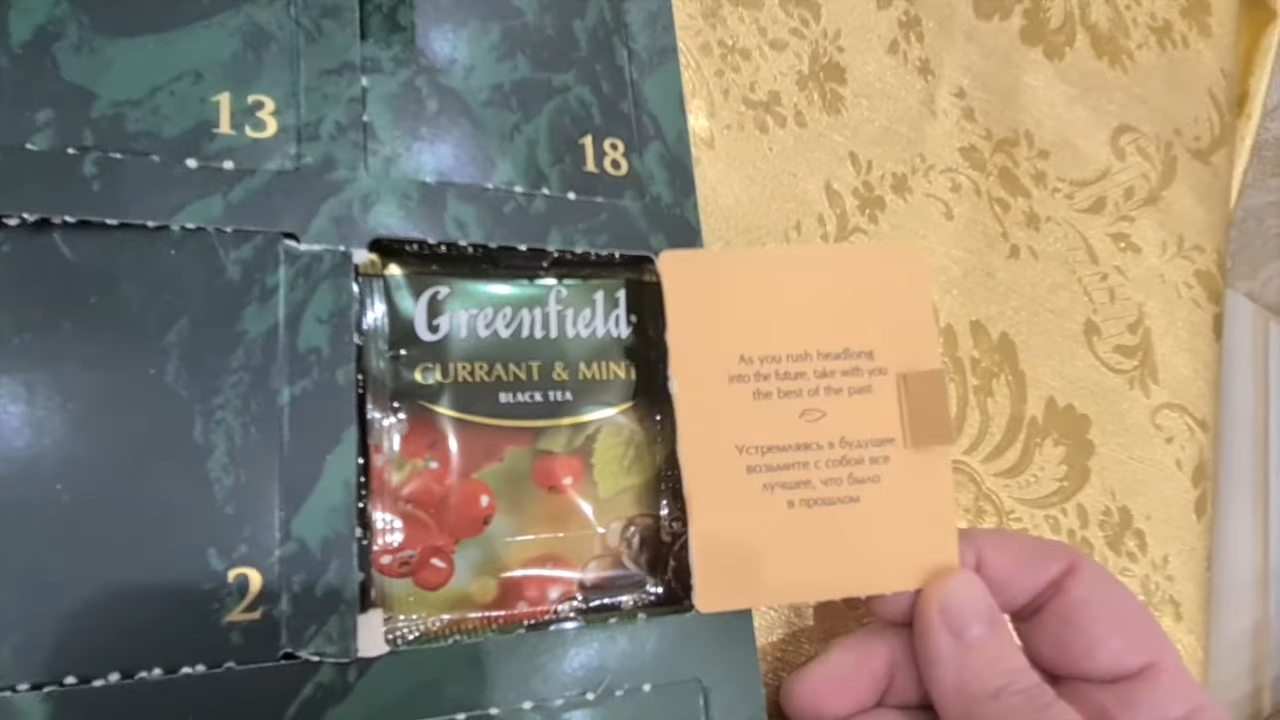 13
18
Greenfield
CURRANT & MINT
BLACK TEA
As you rush headlong
into the future, take with you
the best of the past
Устремляясь в будущее
возьмите с собой все
лучшее, что было
в прошлом
2